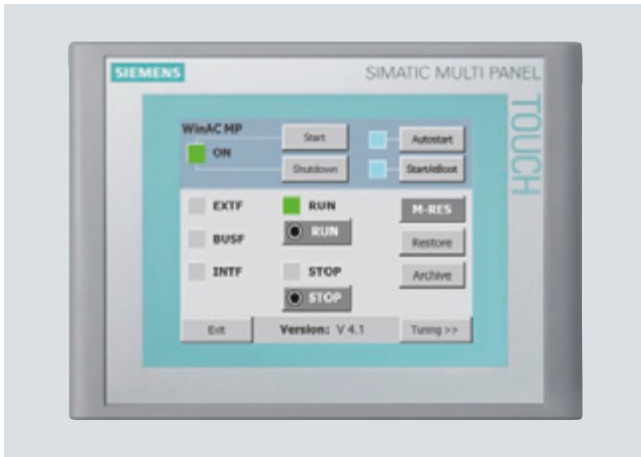 SIEMENS
SIMATIC MULTI PANEL
TOUCH
WinAC MP
Start
Autostart
ON
Shutdown
StartAtBoot
EXTF
RUN
M-RES
BUSF
RUN
Restore
INTF
STOP
Archive
STOP
Exit
Version: V 4.1
Tuning >>